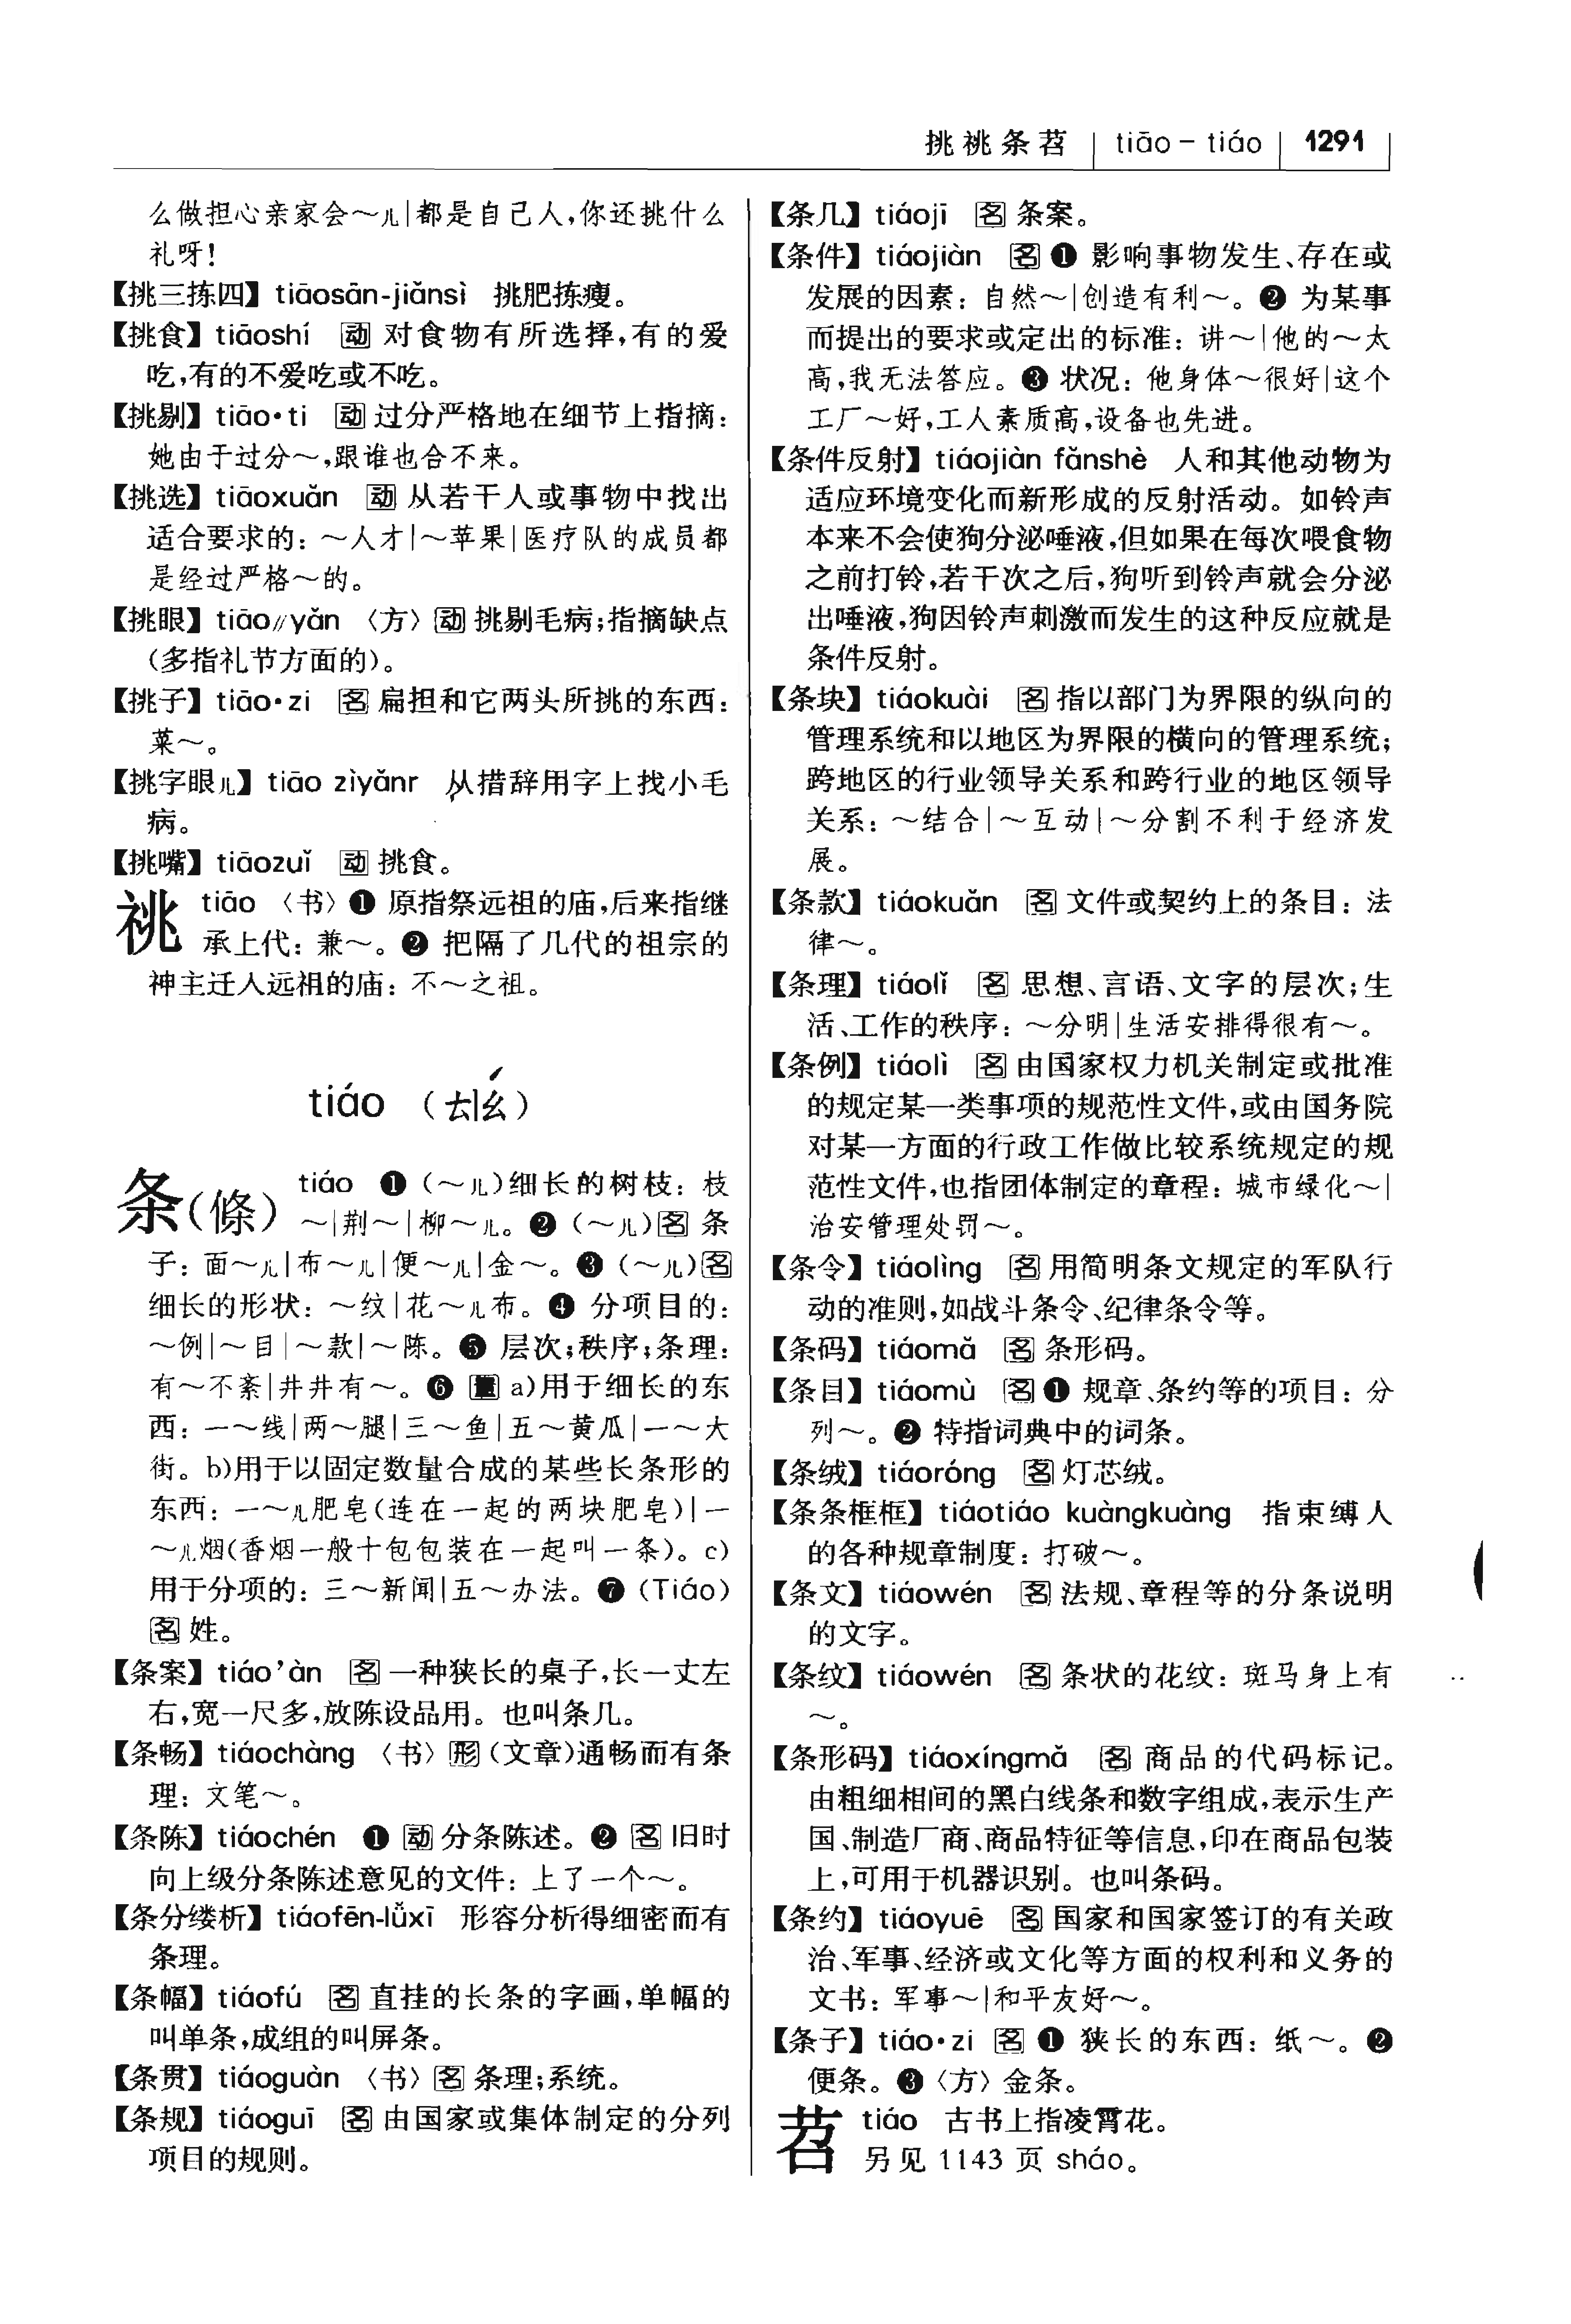 挑祧条苕 tiāo－tiáo 1291
么做担心亲家会～儿|都是自己人,你还挑什么
礼呀!
【挑三拣四】tiāosān-jiǎnsì 挑肥拣瘦。
【挑食】tiāoshí 动 对食物有所选择,有的爱
吃,有的不爱吃或不吃。
【挑剔】tiāo·ti 动 过分严格地在细节上指摘：
她由于过分～,跟谁也合不来。
【挑选】tiāoxuǎn 动 从若干人或事物中找出
适合要求的：～人才|～苹果|医疗队的成员都
是经过严格～的。
【挑眼】tiāo∥yǎn 〈方〉动 挑剔毛病;指摘缺点
(多指礼节方面的)。
【挑子】tiāo·zi 名 扁担和它两头所挑的东西：
菜～。
【挑字眼儿】tiāo zìyǎnr 从措辞用字上找小毛
病。
【挑嘴】tiāozuǐ 动 挑食。
祧 tiāo 〈书〉❶ 原指祭远祖的庙,后来指继
承上代：兼～。❷ 把隔了几代的祖宗的
神主迁入远祖的庙：不～之祖。
tiáo (ㄊㄧㄠˊ)
条(條) tiáo ❶ (～儿)细长的树枝：枝
～|荆～|柳～儿。❷ (～儿)名 条
子：面～儿|布～儿|便～儿|金～。❸ (～儿)名
细长的形状：～纹|花～儿布。❹ 分项目的：
～例|～目|～款|～陈。❺ 层次;秩序;条理：
有～不紊|井井有～。❻ 量 a)用于细长的东
西：一～线|两～腿|三～鱼|五～黄瓜|一～大
街。b)用于以固定数量合成的某些长条形的
东西：一～儿肥皂(连在一起的两块肥皂)|一
～儿烟(香烟一般十包包装在一起叫一条)。c)
用于分项的：三～新闻|五～办法。❼ (Tiáo)
名 姓。
【条案】tiáo'àn 名 一种狭长的桌子,长一丈左
右,宽一尺多,放陈设品用。也叫条几。
【条畅】tiáochàng 〈书〉形 (文章)通畅而有条
理：文笔～。
【条陈】tiáochén ❶ 动 分条陈述。❷ 名 旧时
向上级分条陈述意见的文件：上了一个～。
【条分缕析】tiáofēn-lǚxī 形容分析得细密而有
条理。
【条幅】tiáofú 名 直挂的长条的字画,单幅的
叫单条,成组的叫屏条。
【条贯】tiáoguàn 〈书〉名 条理;系统。
【条规】tiáoguī 名 由国家或集体制定的分列
项目的规则。
【条几】tiáojī 名 条案。
【条件】tiáojiàn 名 ❶ 影响事物发生、存在或
发展的因素：自然～|创造有利～。❷ 为某事
而提出的要求或定出的标准：讲～|他的～太
高,我无法答应。❸ 状况：他身体～很好|这个
工厂～好,工人素质高,设备也先进。
【条件反射】tiáojiàn fǎnshè 人和其他动物为
适应环境变化而新形成的反射活动。如铃声
本来不会使狗分泌唾液,但如果在每次喂食物
之前打铃,若干次之后,狗听到铃声就会分泌
出唾液,狗因铃声刺激而发生的这种反应就是
条件反射。
【条块】tiáokuài 名 指以部门为界限的纵向的
管理系统和以地区为界限的横向的管理系统;
跨地区的行业领导关系和跨行业的地区领导
关系：～结合|～互动|～分割不利于经济发
展。
【条款】tiáokuǎn 名 文件或契约上的条目：法
律～。
【条理】tiáolǐ 名 思想、言语、文字的层次;生
活、工作的秩序：～分明|生活安排得很有～。
【条例】tiáolì 名 由国家权力机关制定或批准
的规定某一类事项的规范性文件,或由国务院
对某一方面的行政工作做比较系统规定的规
范性文件,也指团体制定的章程：城市绿化～|
治安管理处罚～。
【条令】tiáolìng 名 用简明条文规定的军队行
动的准则,如战斗条令、纪律条令等。
【条码】tiáomǎ 名 条形码。
【条目】tiáomù 名 ❶ 规章、条约等的项目：分
列～。❷ 特指词典中的词条。
【条绒】tiáoróng 名 灯芯绒。
【条条框框】tiáotiáo kuàngkuàng 指束缚人
的各种规章制度：打破～。
【条文】tiáowén 名 法规、章程等的分条说明
的文字。
【条纹】tiáowén 名 条状的花纹：斑马身上有
～。
【条形码】tiáoxíngmǎ 名 商品的代码标记。
由粗细相间的黑白线条和数字组成,表示生产
国、制造厂商、商品特征等信息,印在商品包装
上,可用于机器识别。也叫条码。
【条约】tiáoyuē 名 国家和国家签订的有关政
治、军事、经济或文化等方面的权利和义务的
文书：军事～|和平友好～。
【条子】tiáo·zi 名 ❶ 狭长的东西：纸～。❷
便条。❸〈方〉金条。
苕 tiáo 古书上指凌霄花。
另见 1143 页 sháo。